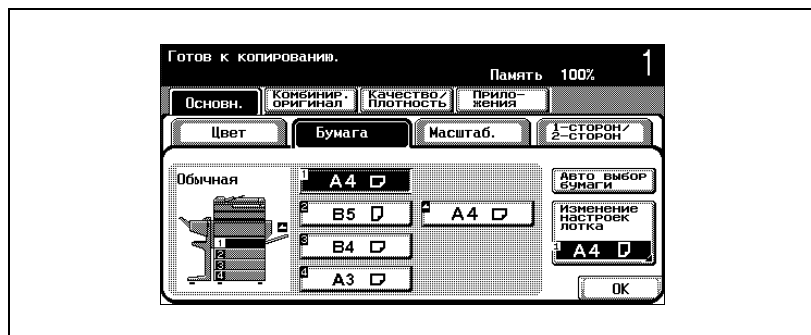 Готов к копированию.
Память 100% 1
Основн.
Комбинир. оригинал
Качество/ Плотность
Прило- жения
Цвет
Бумага
Масштаб.
1-сторон/ 2-сторон
Обычная
1 A4
2 B5
A4
3 B4
4 A3
1
2
3
4
Авто выбор
бумаги
Изменение
настроек
лотка
1 A4
OK